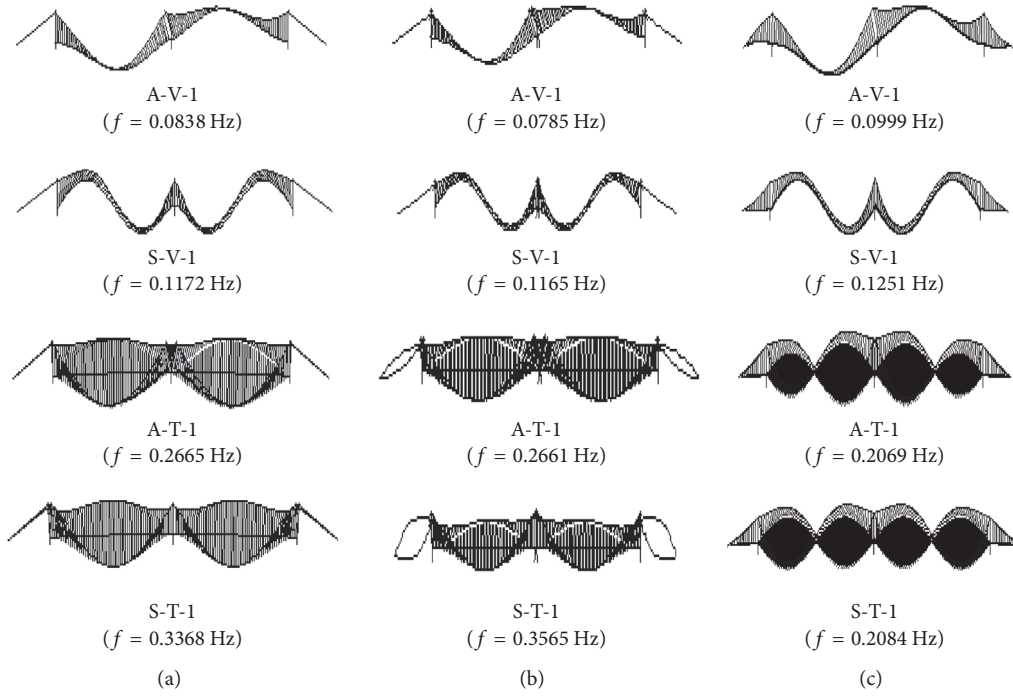 A-V-1 A-V-1 A-V-1
(f = 0.0838 Hz) (f = 0.0785 Hz) (f = 0.0999 Hz)
S-V-1 S-V-1 S-V-1
(f = 0.1172 Hz) (f = 0.1165 Hz) (f = 0.1251 Hz)
A-T-1 A-T-1 A-T-1
(f = 0.2665 Hz) (f = 0.2661 Hz) (f = 0.2069 Hz)
S-T-1 S-T-1 S-T-1
(f = 0.3368 Hz) (f = 0.3565 Hz) (f = 0.2084 Hz)
(a) (b) (c)